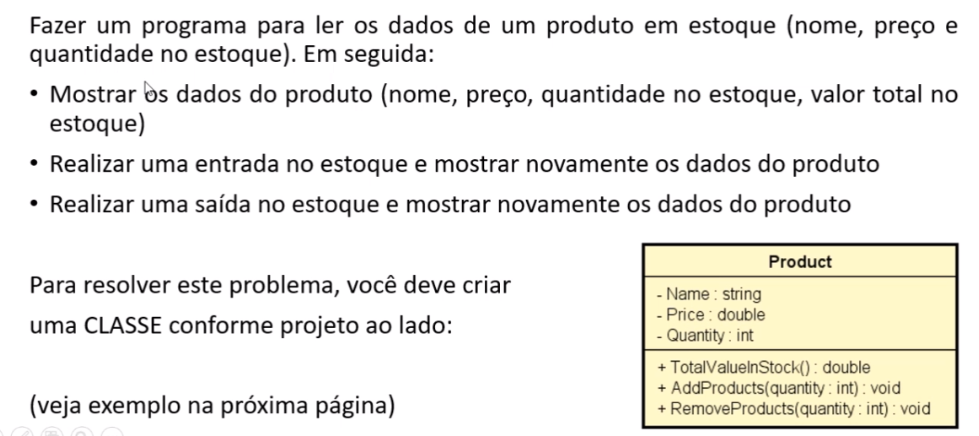 Fazer um programa para ler os dados de um produto em estoque (nome, preço e
quantidade no estoque). Em seguida:
• Mostrar os dados do produto (nome, preço, quantidade no estoque, valor total no
estoque)
• Realizar uma entrada no estoque e mostrar novamente os dados do produto
• Realizar uma saída no estoque e mostrar novamente os dados do produto
Para resolver este problema, você deve criar
uma CLASSE conforme projeto ao lado:
(veja exemplo na próxima página)
Product
- Name : string
- Price : double
- Quantity : int
+ TotalValueInStock() : double
+ AddProducts(quantity : int) : void
+ RemoveProducts(quantity : int) : void